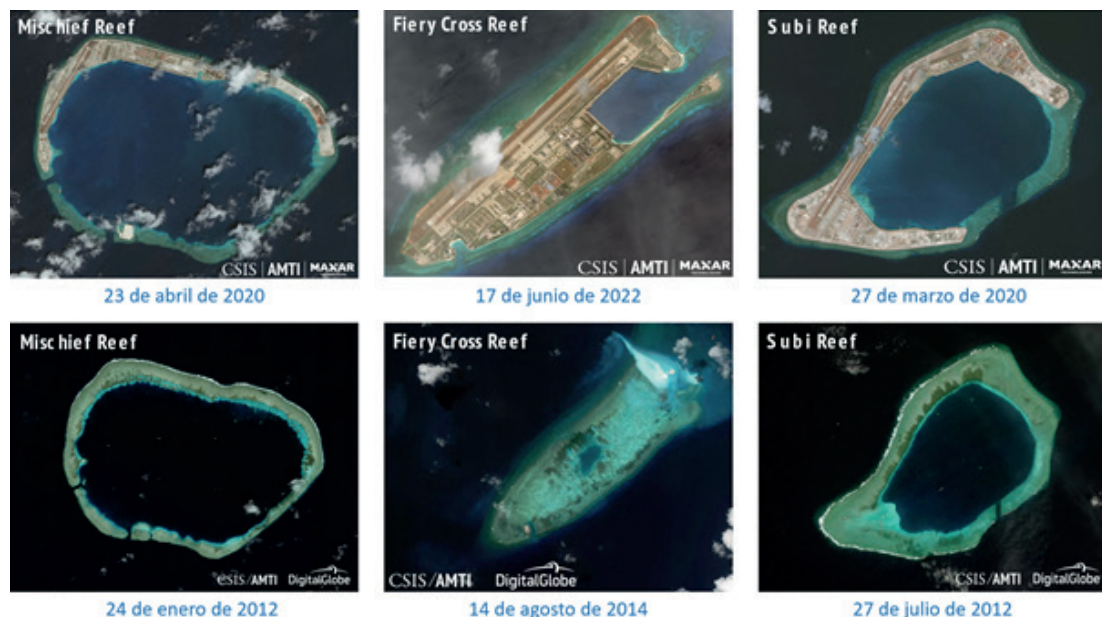 Mischief Reef
Fiery Cross Reef
Subi Reef
CSIS | AMTI | MAXAR
CSIS | AMTI | MAXAR
CSIS | AMTI | MAXAR
23 de abril de 2020
17 de junio de 2022
27 de marzo de 2020
Mischief Reef
Fiery Cross Reef
Subi Reef
CSIS/AMTI DigitalGlobe
CSIS/AMTI DigitalGlobe
CSIS/AMTI DigitalGlobe
24 de enero de 2012
14 de agosto de 2014
27 de julio de 2012